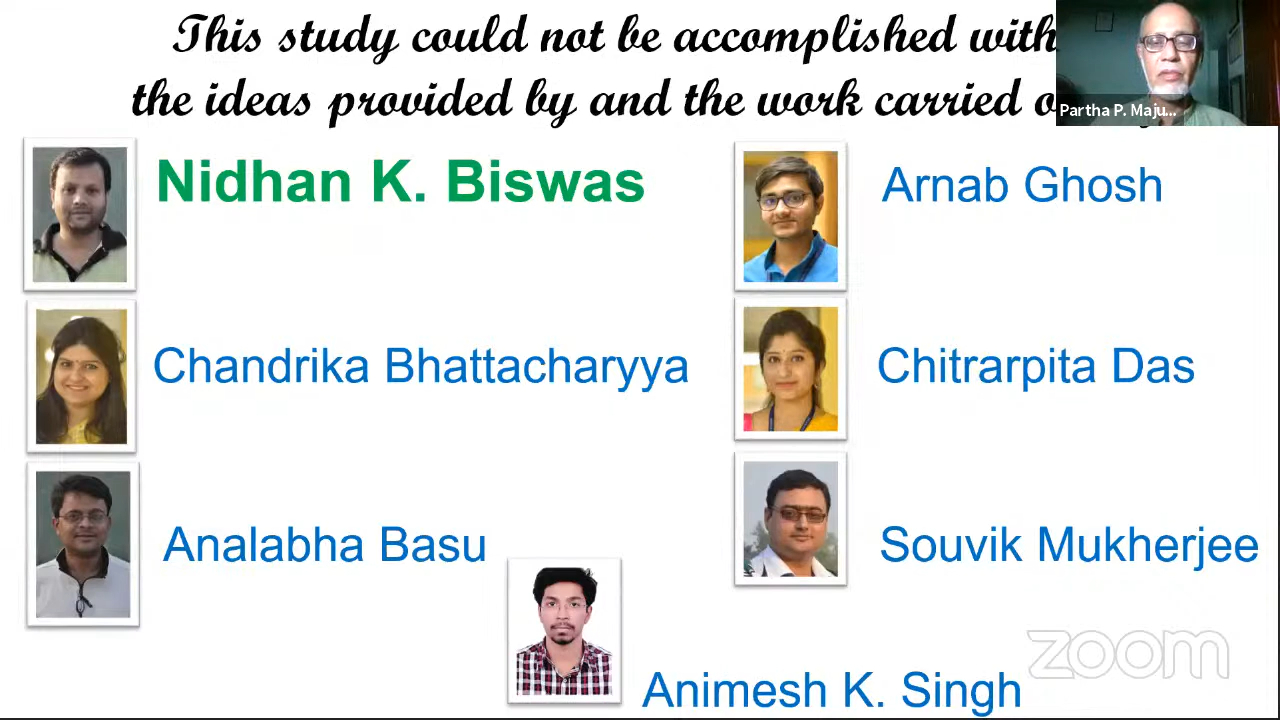 This study could not be accomplished with
the ideas provided by and the work carried o
Partha P. Maju...
Nidhan K. Biswas
Arnab Ghosh
Chandrika Bhattacharyya
Chitrarpita Das
Analabha Basu
Souvik Mukherjee
Animesh K. Singh
zoom